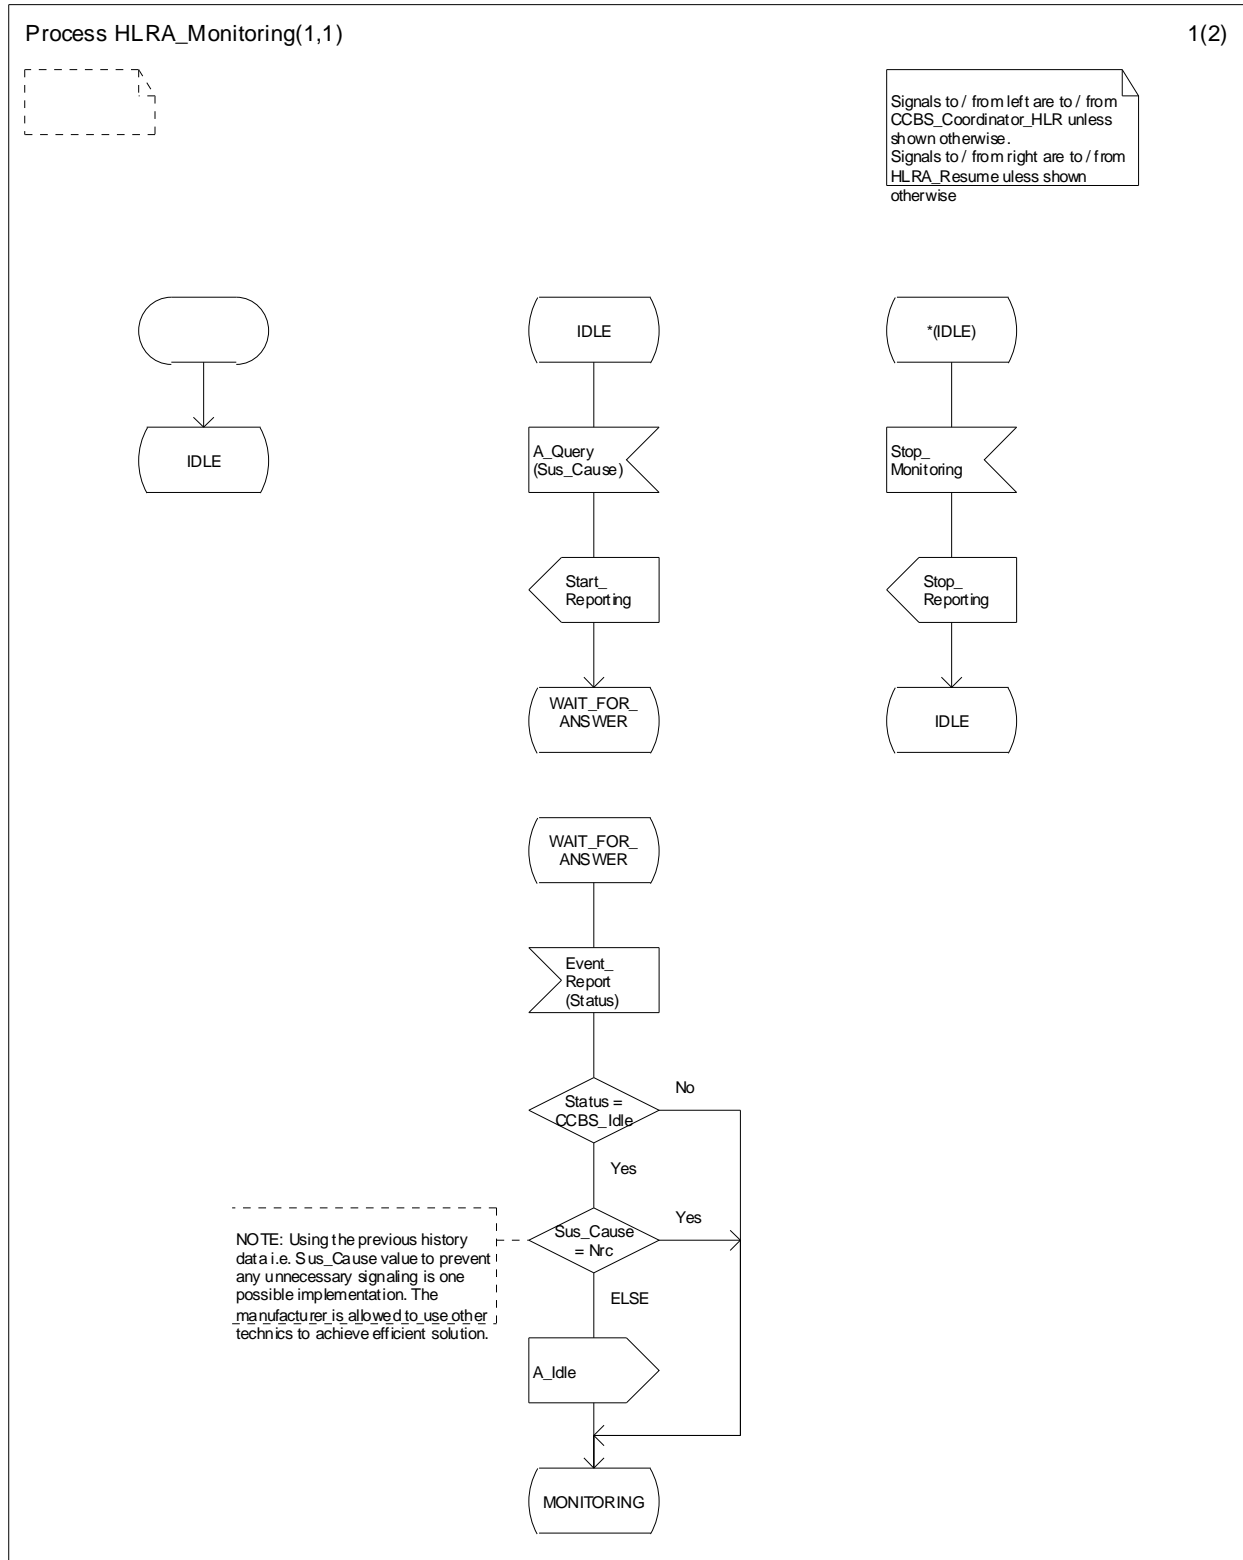 Process HLRA_Monitoring(1,1)
1(2)
Signals to / from left are to / from
CCBS_Coordinator_HLR unless
shown otherwise.
Signals to / from right are to / from
HLRA_Resume uless shown
otherwise
IDLE
IDLE
A_Query
(Sus_Cause)
Start_
Reporting
WAIT_FOR_
ANSWER
*(IDLE)
Stop_
Monitoring
Stop_
Reporting
IDLE
WAIT_FOR_
ANSWER
Event_
Report
(Status)
Status =
CCBS_Idle
No
Yes
Sus_Cause
= Nrc
Yes
ELSE
NOTE: Using the previous history
data i.e. Sus_Cause value to prevent
any unnecessary signaling is one
possible implementation. The
manufacturer is allowed to use other
technics to achieve efficient solution.
A_Idle
MONITORING